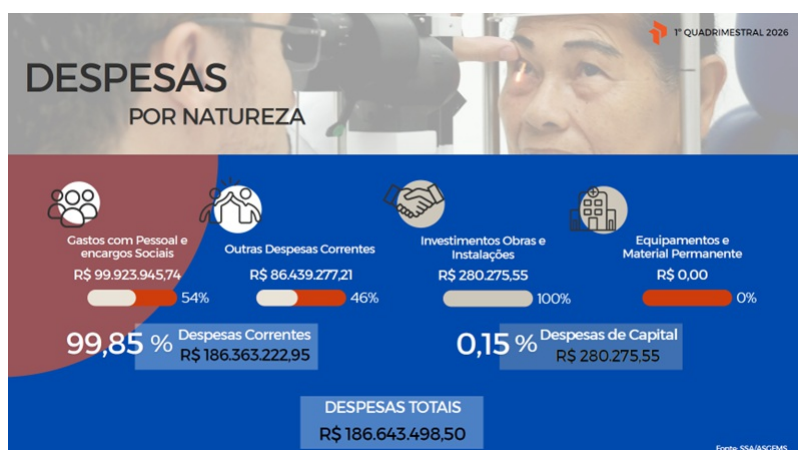 1º QUADRIMESTRAL 2026
DESPESAS
POR NATUREZA
Gastos com Pessoal e
encargos Sociais
R$ 99.923.945,74
54%
Outras Despesas Correntes
R$ 86.439.277,21
46%
Investimentos Obras e
Instalações
R$ 280.275,55
100%
Equipamentos e
Material Permanente
R$ 0,00
0%
99,85 %
Despesas Correntes
R$ 186.363.222,95
0,15 %
Despesas de Capital
R$ 280.275,55
DESPESAS TOTAIS
R$ 186.643.498,50
Fonte: SSA/ASGEMS